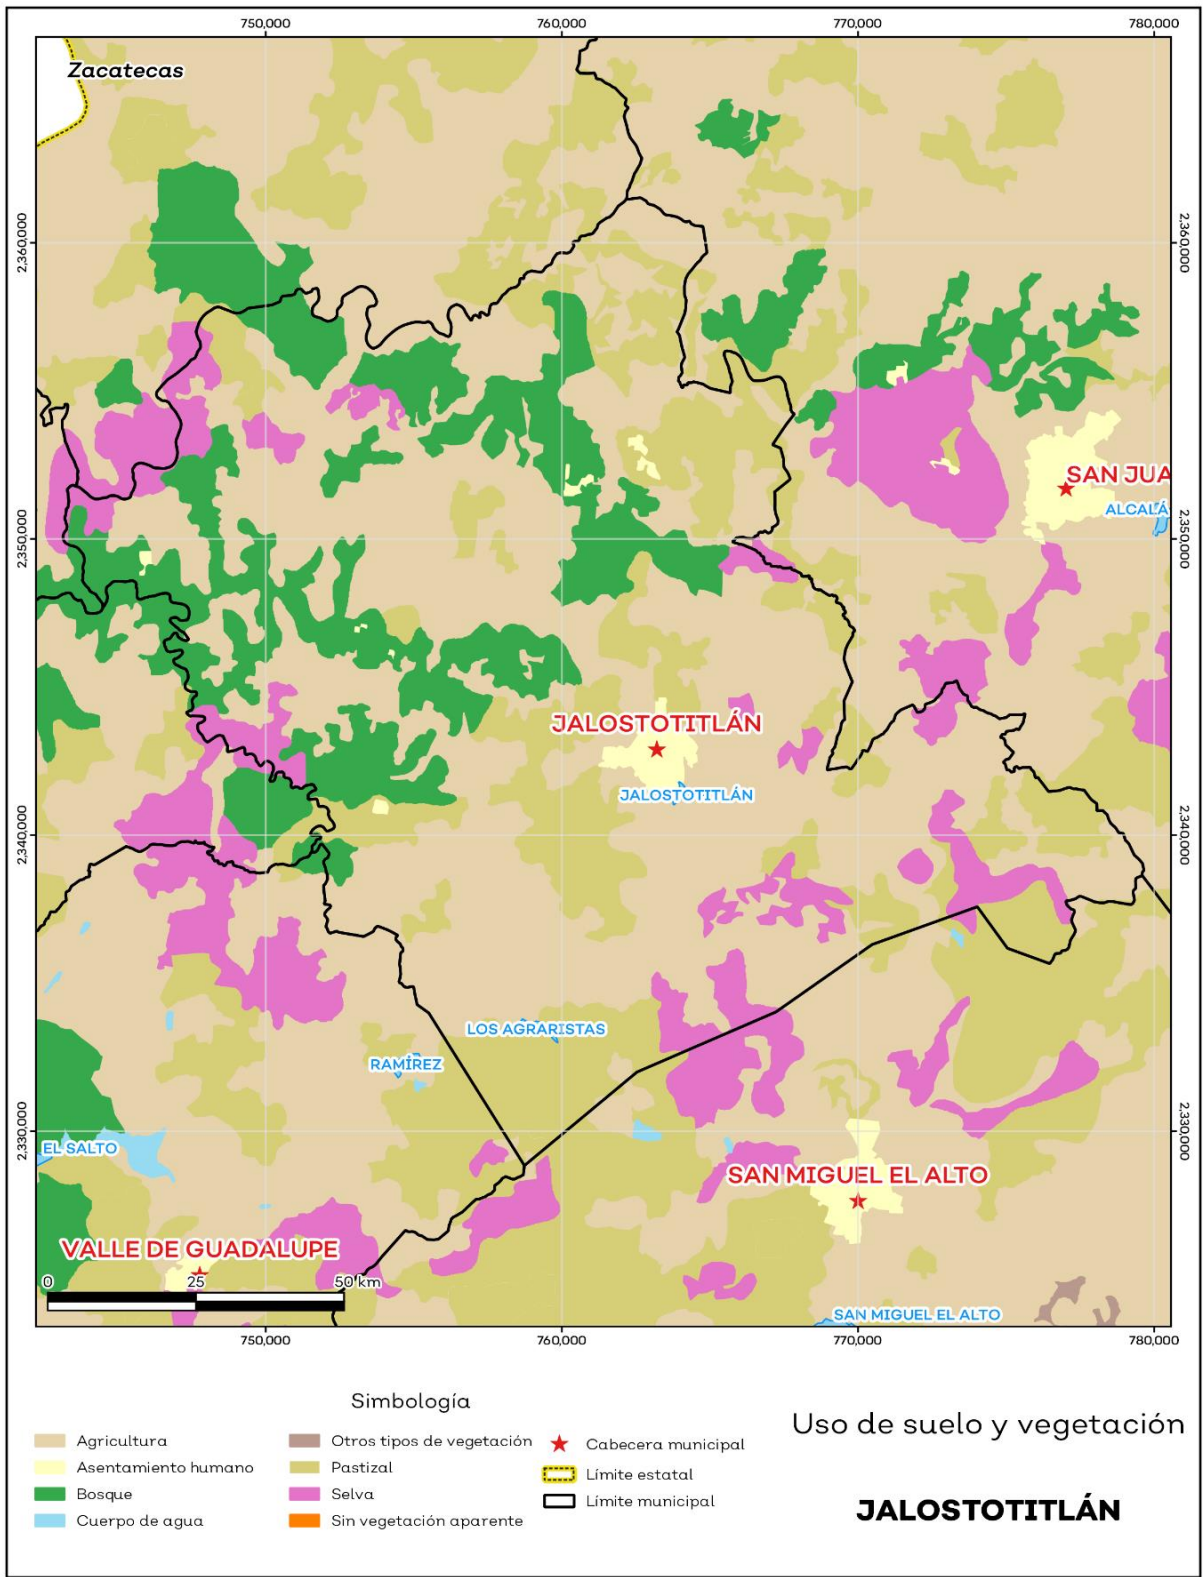 750,000
760,000
770,000
780,000
Zacatecas
2,360,000
2,360,000
SAN JUA
ALCALÁ
2,350,000
2,350,000
JALOSTOTITLÁN
JALOSTOTITLÁN
2,340,000
2,340,000
LOS AGRARISTAS
RAMÍREZ
2,330,000
2,330,000
EL SALTO
SAN MIGUEL EL ALTO
VALLE DE GUADALUPE
0 25 50 km
SAN MIGUEL EL ALTO
750,000
760,000
770,000
780,000
Simbología
Agricultura
Asentamiento humano
Bosque
Cuerpo de agua
Otros tipos de vegetación
Pastizal
Selva
Sin vegetación aparente
Cabecera municipal
Límite estatal
Límite municipal
Uso de suelo y vegetación
JALOSTOTITLÁN